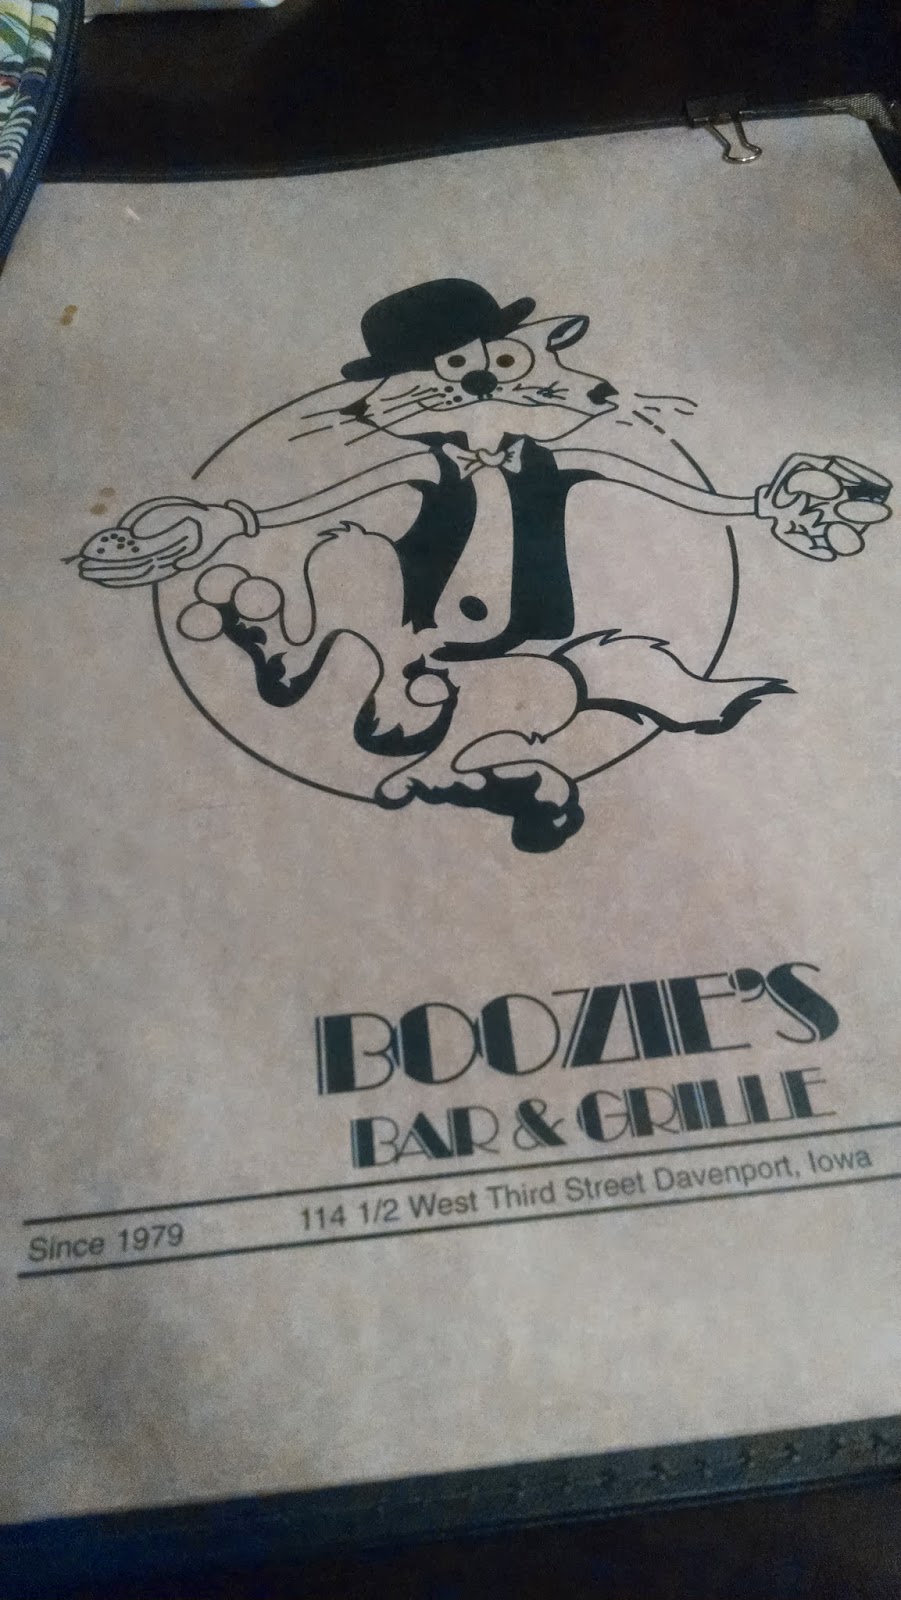 BOOZIE'S
BAR & GRILLE
Since 1979 114 1/2 West Third Street Davenport, Iowa